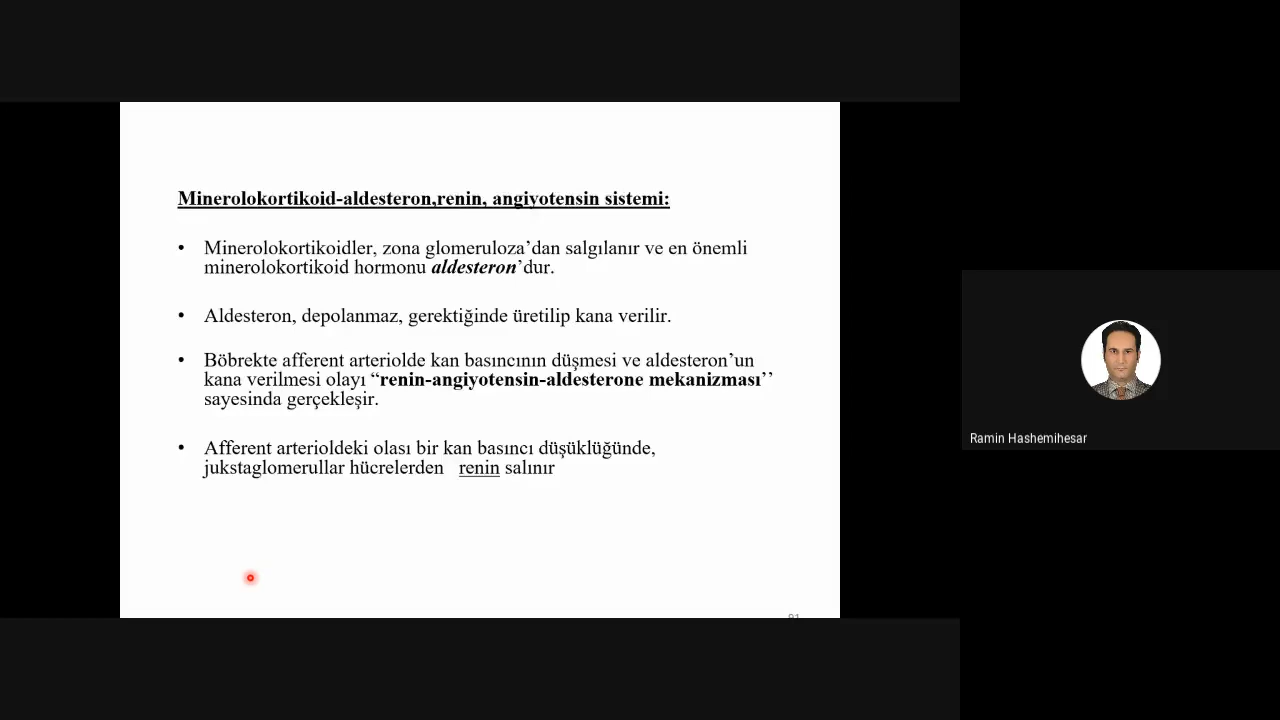 Minerolokortikoid-aldesteron,renin, angiyotensin sistemi:
• Minerolokortikoidler, zona glomeruloza’dan salgılanır ve en önemli
minerolokortikoid hormonu aldesteron’dur.
• Aldesteron, depolanmaz, gerektiğinde üretilip kana verilir.
• Böbrekte afferent arteriolde kan basıncının düşmesi ve aldesteron’un
kana verilmesi olayı “renin-angiyotensin-aldesterone mekanizması’’
sayesinda gerçekleşir.
• Afferent arterioldeki olası bir kan basıncı düşüklüğünde,
jukstaglomerullar hücrelerden renin salınır
Ramin Hashemihesar